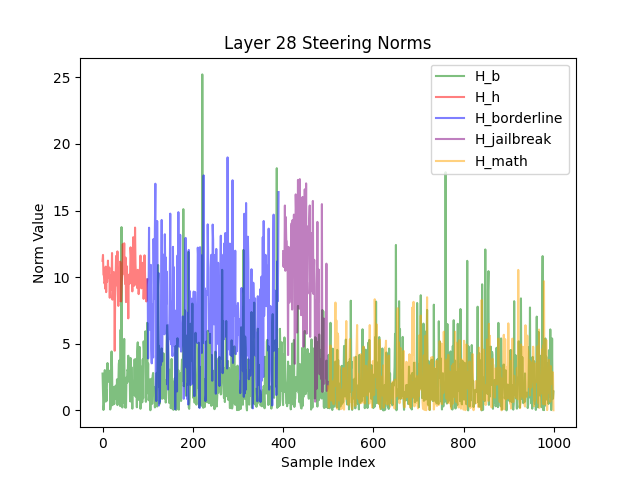 Layer 28 Steering Norms
H_b
H_h
H_borderline
H_jailbreak
H_math
Norm Value
25
20
15
10
5
0
0 200 400 600 800 1000
Sample Index